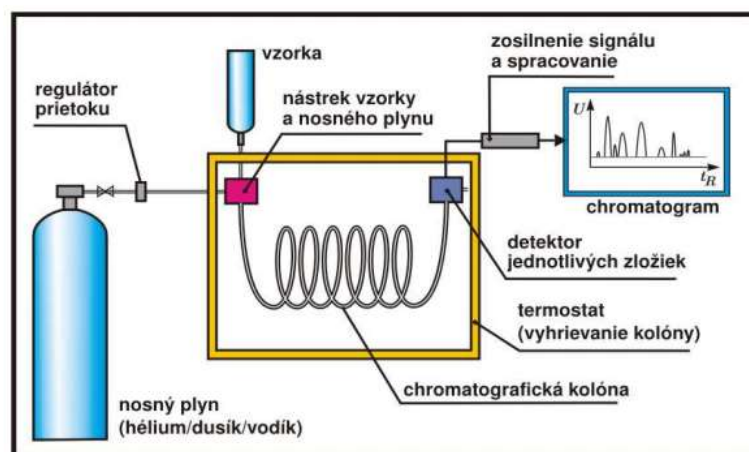 vzorka
zosilnenie signálu
a spracovanie
regulátor
prietoku
nástrek vzorky
a nosného plynu
U
t_R
chromatogram
detektor
jednotlivých zložiek
termostat
(vyhrievanie kolóny)
chromatografická kolóna
nosný plyn
(hélium/dusík/vodík)